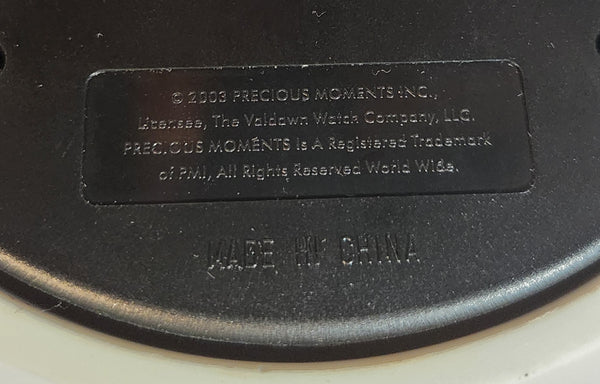 © 2003 PRECIOUS MOMENTS INC.,
Licensee, The Valdawn Watch Company, LLC.
PRECIOUS MOMENTS Is A Registered Trademark
of PMI, All Rights Reserved World Wide.
MADE IN CHINA